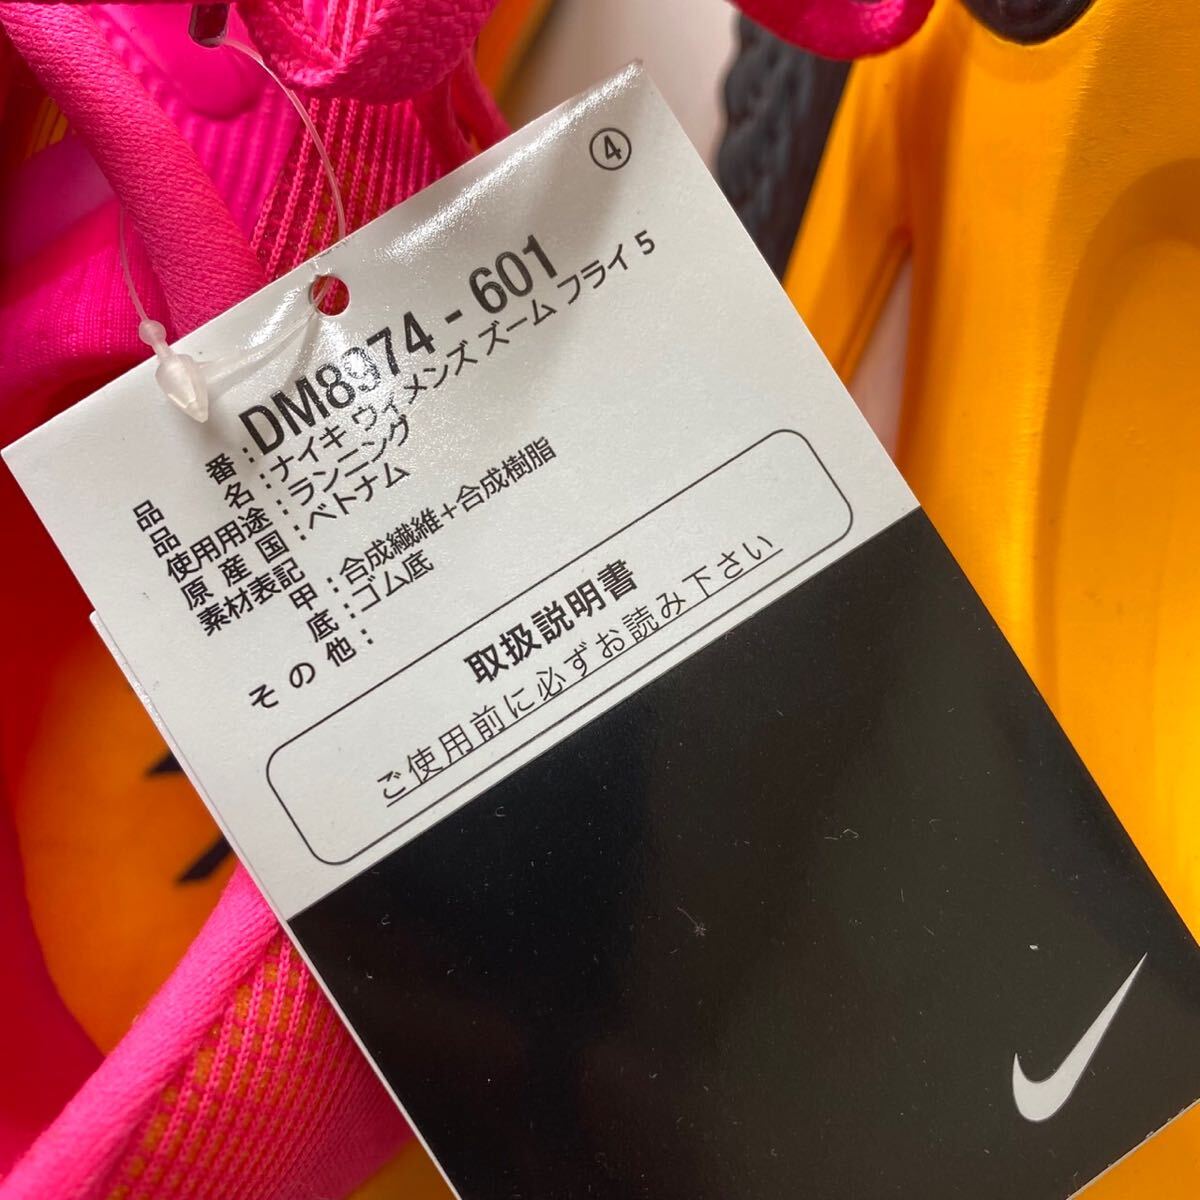 ④
品番:DM8974-601
品名:ナイキ ウィメンズ ズーム フライ 5
使用用途:ランニング
原産国:ベトナム
素材表記 甲:合成繊維+合成樹脂
底:ゴム底
その他:
取扱説明書
ご使用前に必ずお読み下さい